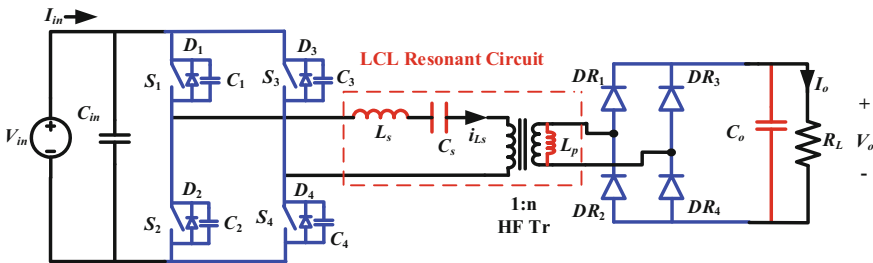 I_in
D_1
D_3
S_1
C_1
S_3
C_3
LCL Resonant Circuit
DR_1
DR_3
I_o
C_in
V_in
L_s
C_s
i_Ls
L_p
C_o
R_L
+
V_o
-
D_2
D_4
S_2
C_2
S_4
C_4
DR_2
DR_4
1:n
HF Tr